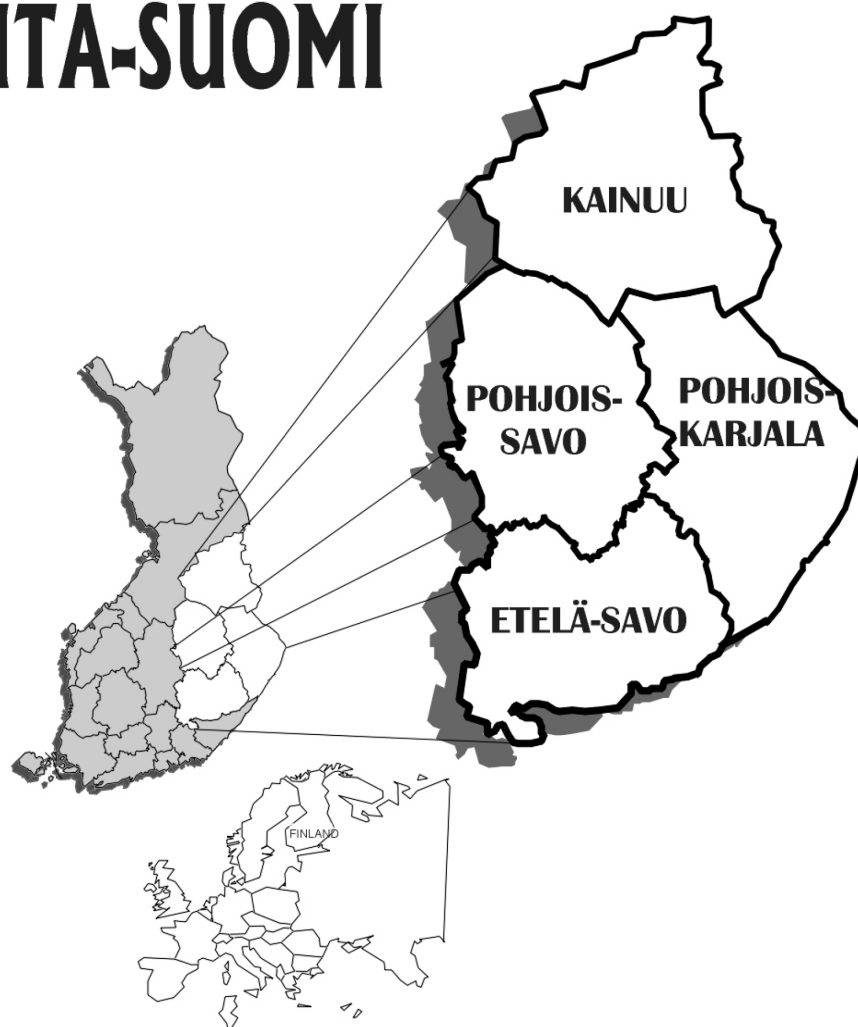 ITA-SUOMI
KAINUU
POHJOIS-
SAVO
POHJOIS-
KARJALA
ETELÄ-SAVO
FINLAND